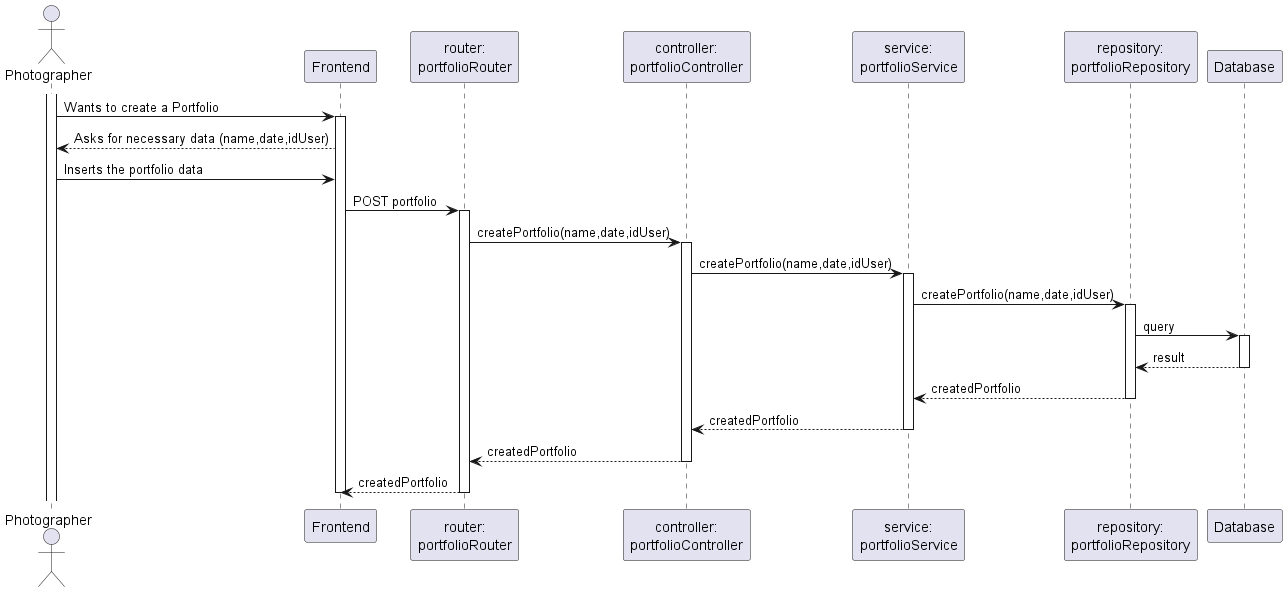 Photographer
Frontend
router:
portfolioRouter
controller:
portfolioController
service:
portfolioService
repository:
portfolioRepository
Database
Wants to create a Portfolio
Asks for necessary data (name,date,idUser)
Inserts the portfolio data
POST portfolio
createPortfolio(name,date,idUser)
createPortfolio(name,date,idUser)
createPortfolio(name,date,idUser)
query
result
createdPortfolio
createdPortfolio
createdPortfolio
createdPortfolio
Photographer
Frontend
router:
portfolioRouter
controller:
portfolioController
service:
portfolioService
repository:
portfolioRepository
Database